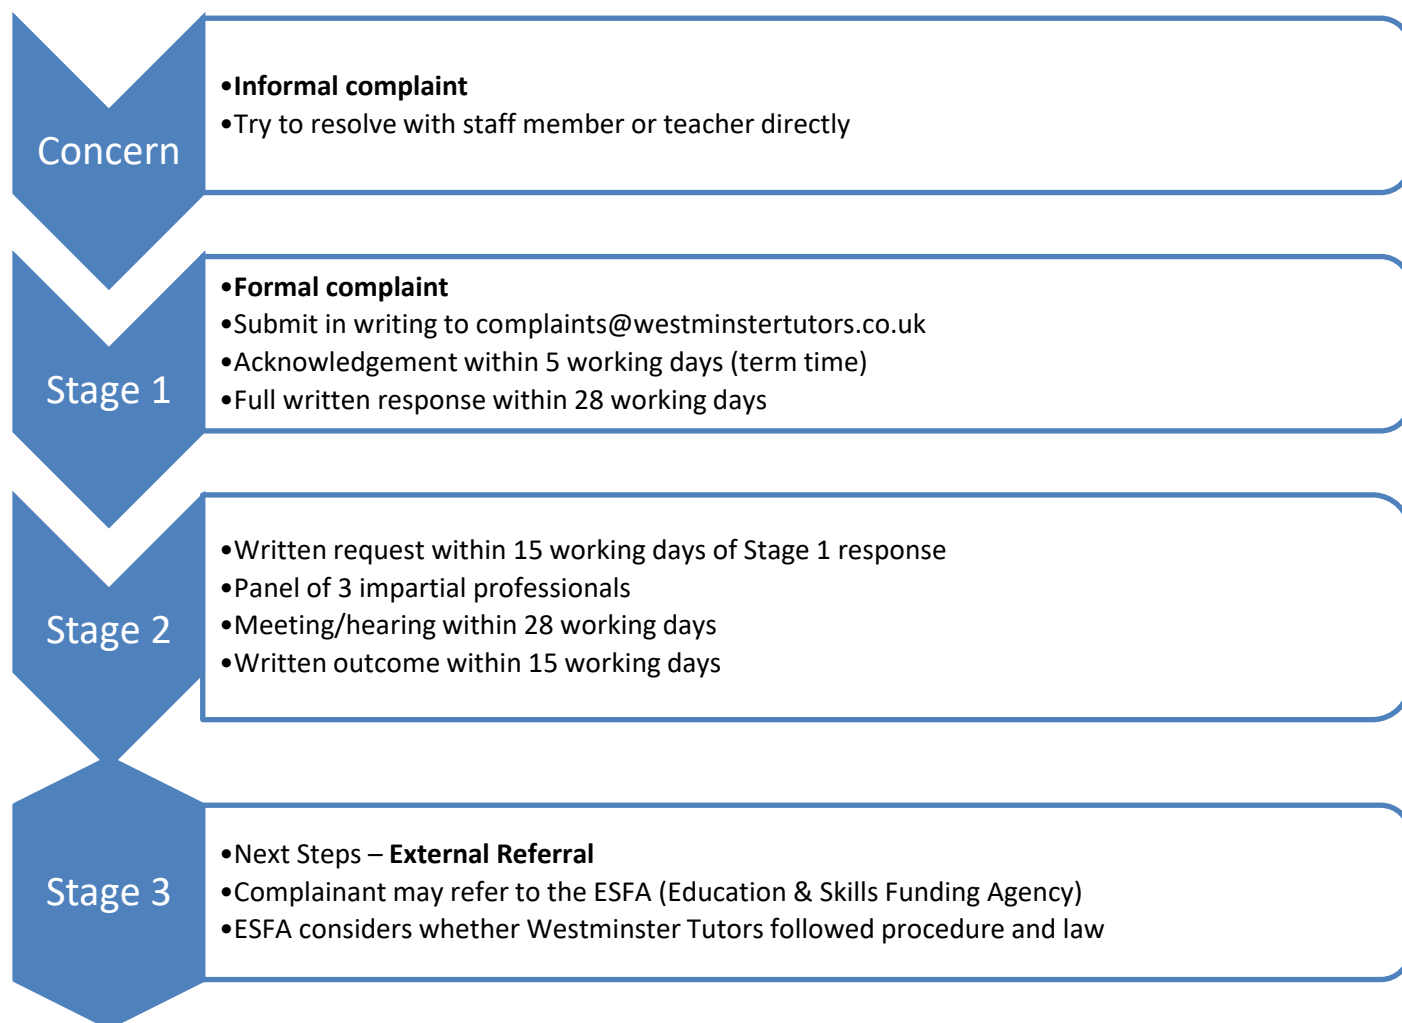 Concern
•Informal complaint
•Try to resolve with staff member or teacher directly
Stage 1
•Formal complaint
•Submit in writing to complaints@westminstertutors.co.uk
•Acknowledgement within 5 working days (term time)
•Full written response within 28 working days
Stage 2
•Written request within 15 working days of Stage 1 response
•Panel of 3 impartial professionals
•Meeting/hearing within 28 working days
•Written outcome within 15 working days
Stage 3
•Next Steps – External Referral
•Complainant may refer to the ESFA (Education & Skills Funding Agency)
•ESFA considers whether Westminster Tutors followed procedure and law